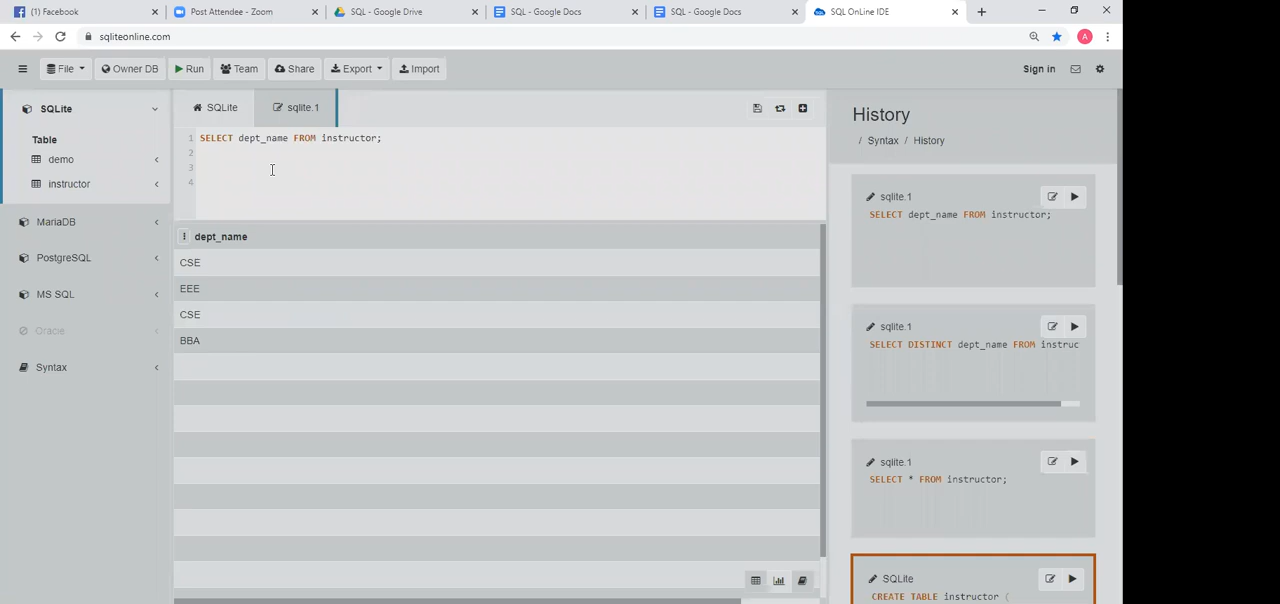 (1) Facebook
Post Attendee - Zoom
SQL - Google Drive
SQL - Google Docs
SQL - Google Docs
SQL OnLine IDE
sqliteonline.com
A
File
Owner DB
Run
Team
Share
Export
Import
Sign in
SQLite
Table
demo
instructor
MariaDB
PostgreSQL
MS SQL
Oracle
Syntax
SQLite
sqlite.1
1 SELECT dept_name FROM instructor;
2
3
4
dept_name
CSE
EEE
CSE
BBA
History
/ Syntax / History
sqlite.1
SELECT dept_name FROM instructor;
sqlite.1
SELECT DISTINCT dept_name FROM instruc
sqlite.1
SELECT * FROM instructor;
SQLite
CREATE TABLE instructor (